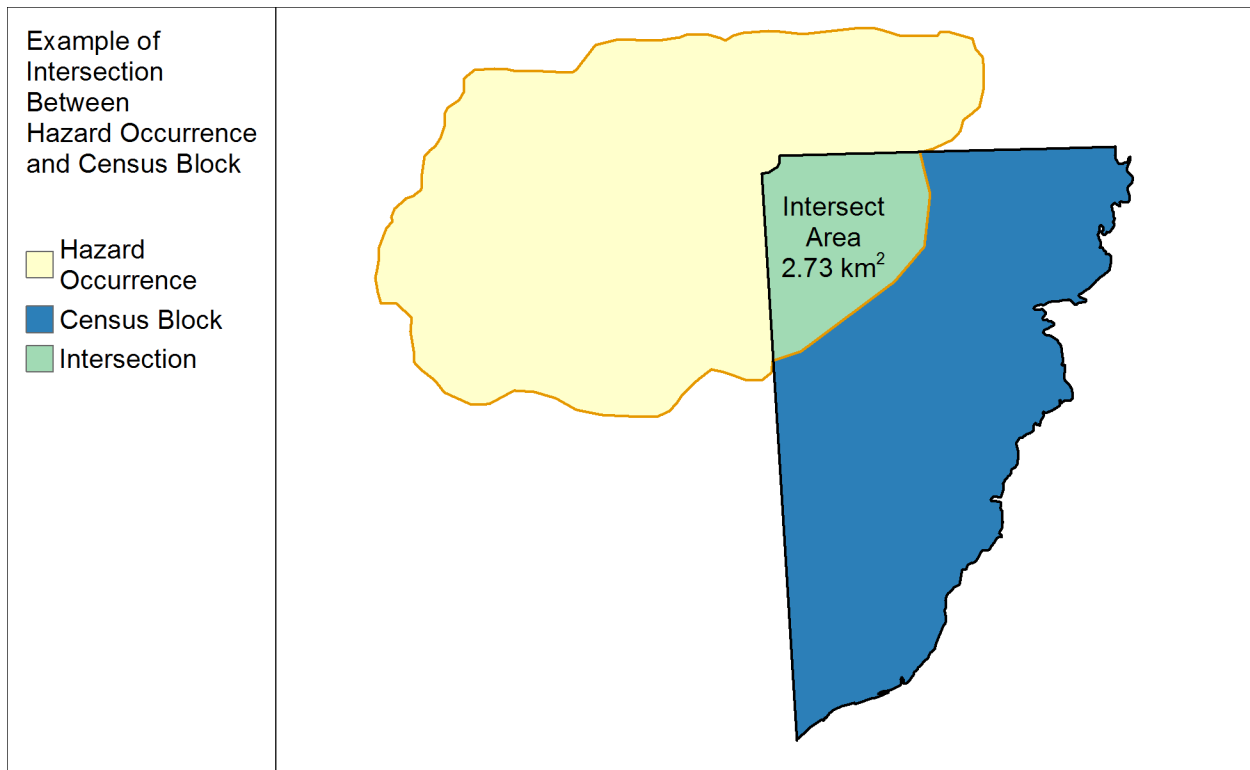 Example of
Intersection
Between
Hazard Occurrence
and Census Block
Hazard
Occurrence
Census Block
Intersection
Intersect
Area
2.73 km²